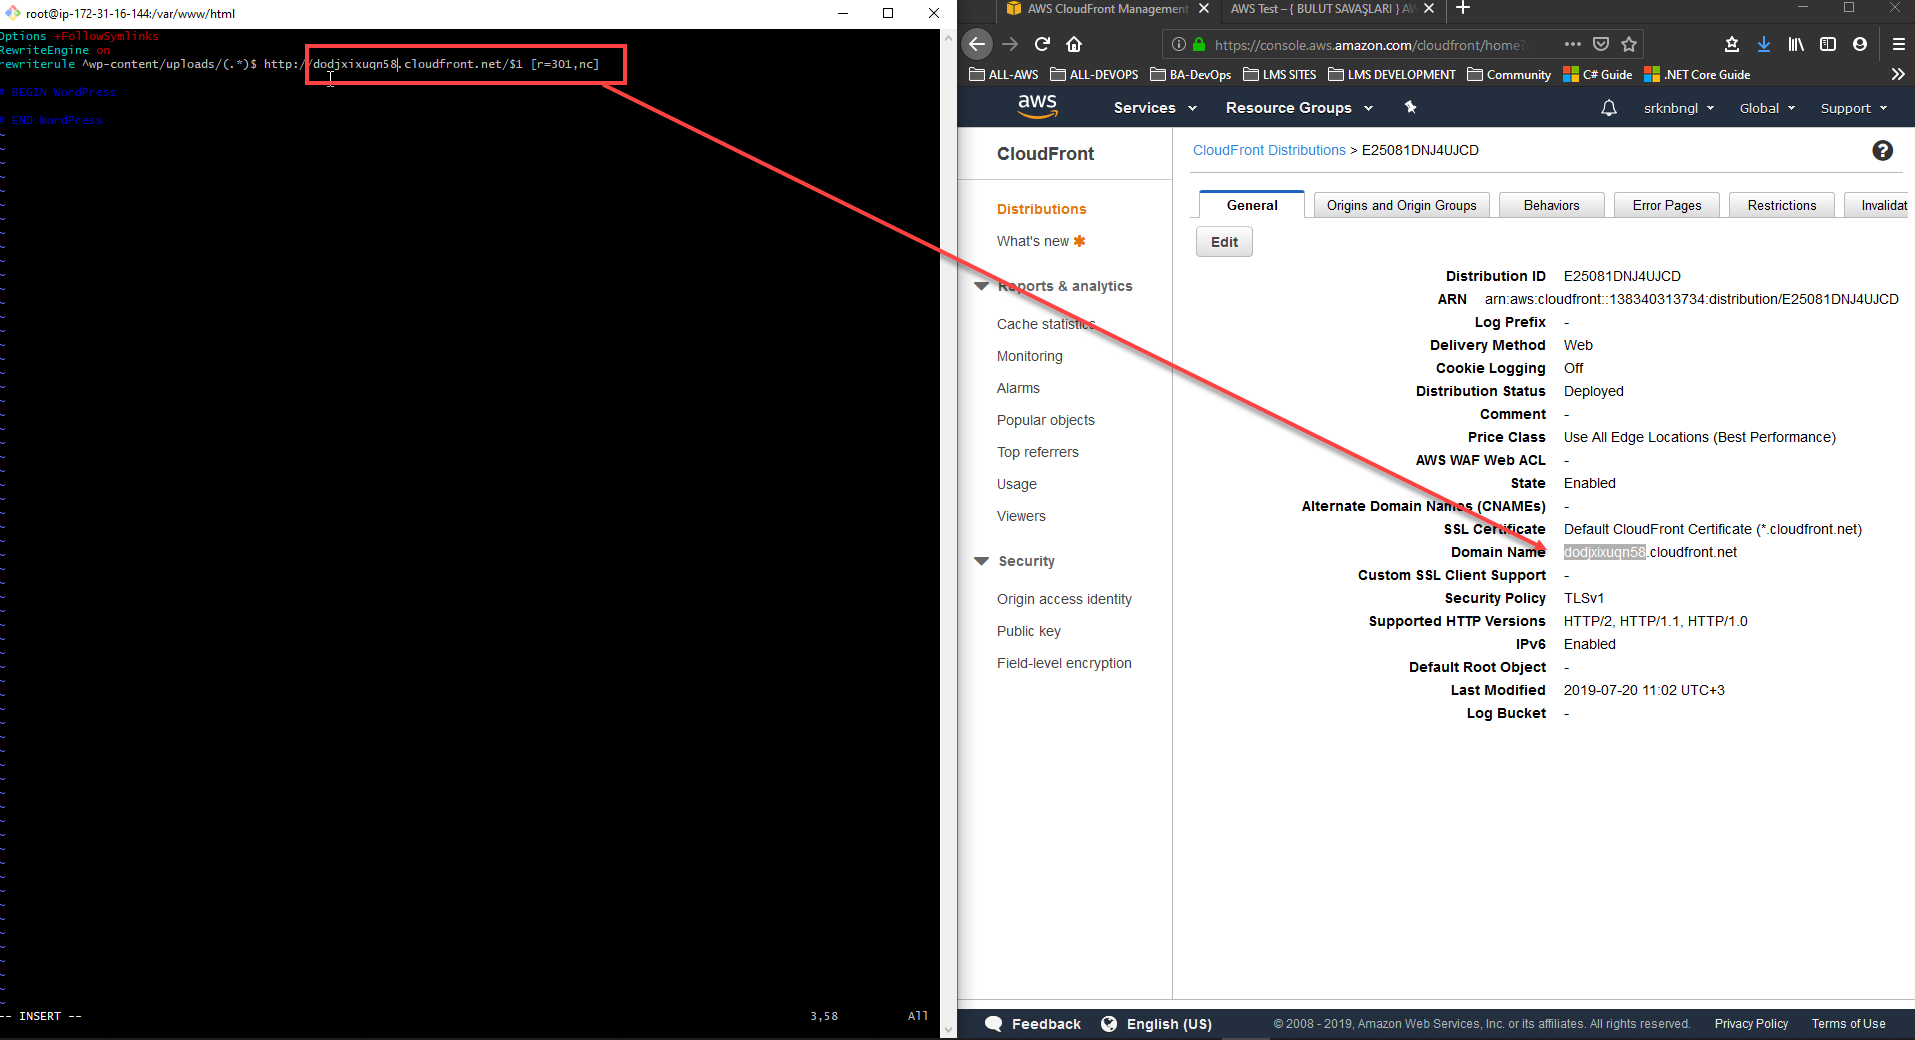 root@ip-172-31-16-144:/var/www/html
Options +FollowSymlinks
RewriteEngine on
rewriterule ^wp-content/uploads/(.*)$ http://dodjxixuqn58.cloudfront.net/$1 [r=301,nc]
# BEGIN WordPress
# END WordPress
-- INSERT --
3,58
All
AWS CloudFront Management
AWS Test – { BULUT SAVAŞLARI } AW
https://console.aws.amazon.com/cloudfront/home?
ALL-AWS
ALL-DEVOPS
BA-DevOps
LMS SITES
LMS DEVELOPMENT
Community
C# Guide
.NET Core Guide
aws
Services
Resource Groups
srknbngl
Global
Support
CloudFront
Distributions
What's new
Reports & analytics
Cache statistics
Monitoring
Alarms
Popular objects
Top referrers
Usage
Viewers
Security
Origin access identity
Public key
Field-level encryption
CloudFront Distributions > E25081DNJ4UJCD
General
Origins and Origin Groups
Behaviors
Error Pages
Restrictions
Invalidat
Edit
Distribution ID E25081DNJ4UJCD
ARN arn:aws:cloudfront::138340313734:distribution/E25081DNJ4UJCD
Log Prefix -
Delivery Method Web
Cookie Logging Off
Distribution Status Deployed
Comment -
Price Class Use All Edge Locations (Best Performance)
AWS WAF Web ACL -
State Enabled
Alternate Domain Names (CNAMEs) -
SSL Certificate Default CloudFront Certificate (*.cloudfront.net)
Domain Name dodjxixuqn58.cloudfront.net
Custom SSL Client Support -
Security Policy TLSv1
Supported HTTP Versions HTTP/2, HTTP/1.1, HTTP/1.0
IPv6 Enabled
Default Root Object -
Last Modified 2019-07-20 11:02 UTC+3
Log Bucket -
Feedback
English (US)
© 2008 - 2019, Amazon Web Services, Inc. or its affiliates. All rights reserved.
Privacy Policy
Terms of Use